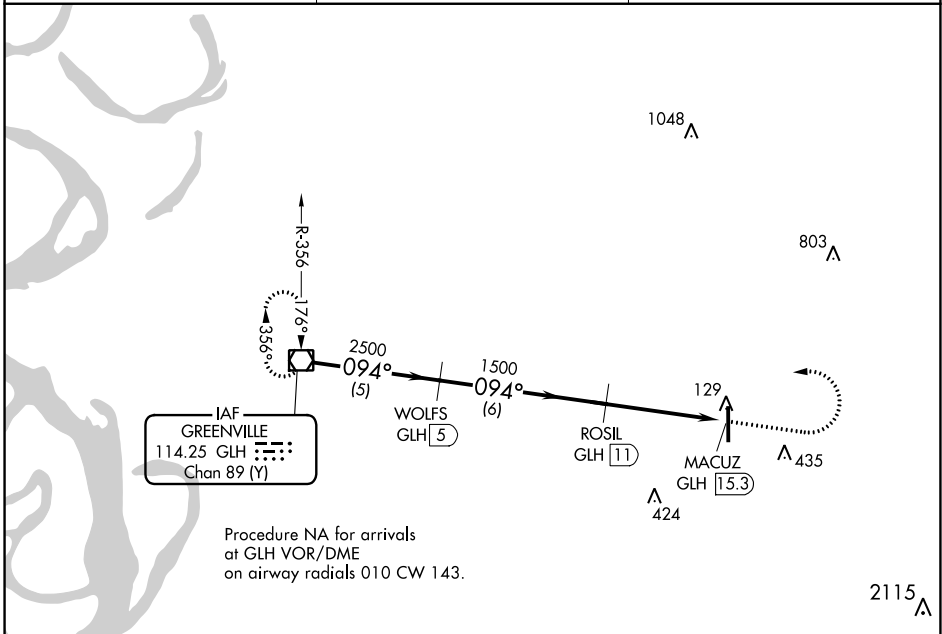 1048
803
R-356
176°
356°
2500
094°
(5)
1500
094°
(6)
129
WOLFS
GLH 5
ROSIL
GLH 11
MACUZ
GLH 15.3
435
424
IAF
GREENVILLE
114.25 GLH
Chan 89 (Y)
Procedure NA for arrivals
at GLH VOR/DME
on airway radials 010 CW 143.
2115